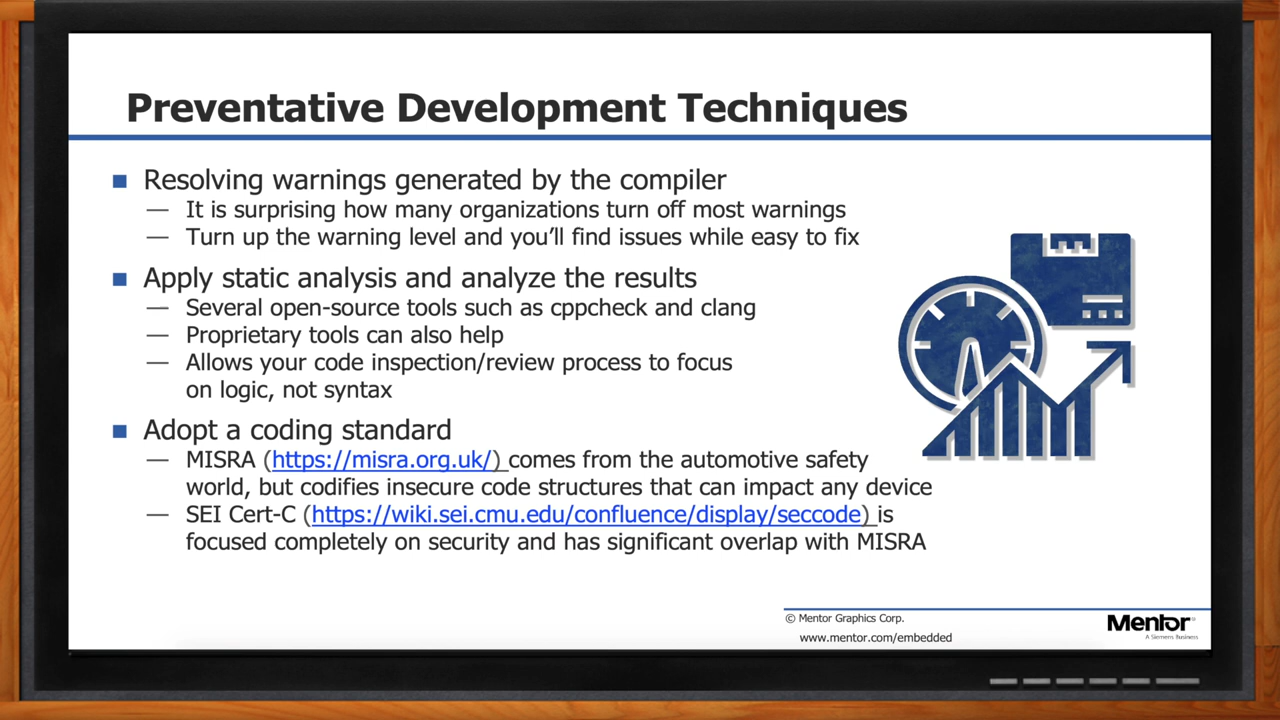 Preventative Development Techniques
Resolving warnings generated by the compiler
— It is surprising how many organizations turn off most warnings
— Turn up the warning level and you’ll find issues while easy to fix
Apply static analysis and analyze the results
— Several open-source tools such as cppcheck and clang
— Proprietary tools can also help
— Allows your code inspection/review process to focus
on logic, not syntax
Adopt a coding standard
— MISRA (https://misra.org.uk/) comes from the automotive safety
world, but codifies insecure code structures that can impact any device
— SEI Cert-C (https://wiki.sei.cmu.edu/confluence/display/seccode) is
focused completely on security and has significant overlap with MISRA
© Mentor Graphics Corp.
www.mentor.com/embedded
Mentor
A Siemens Business